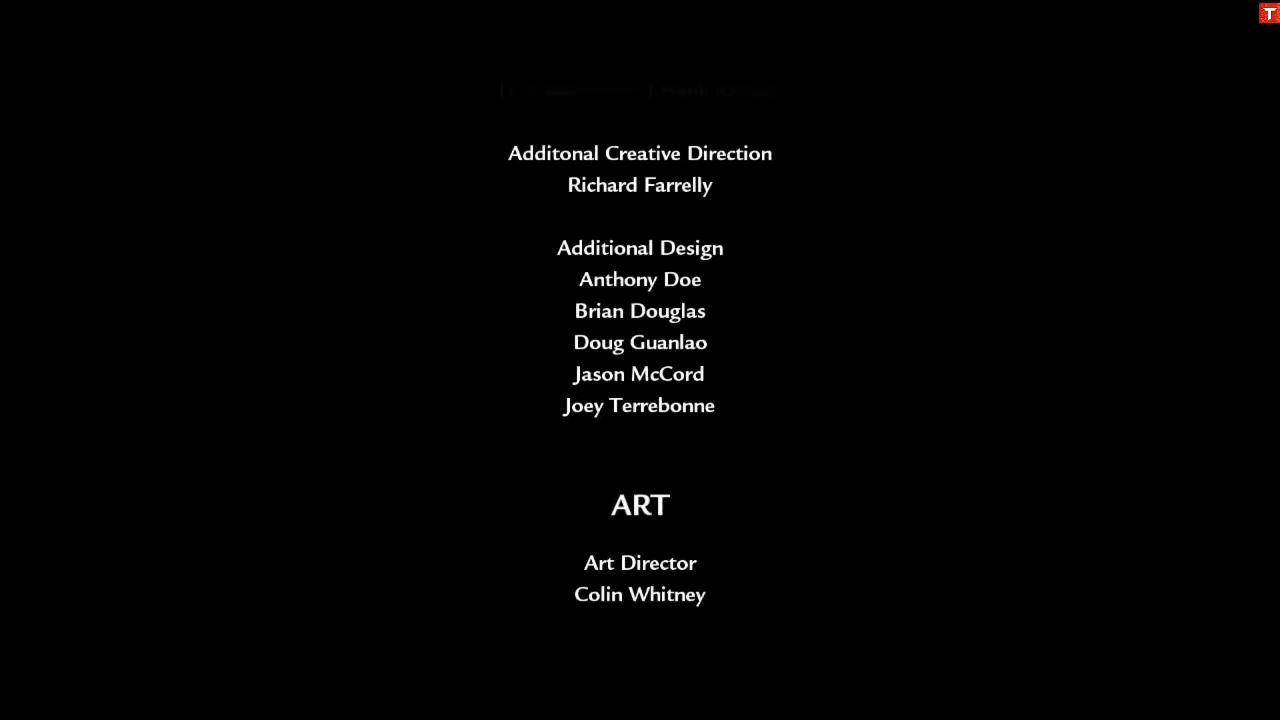 T
Additonal Creative Direction
Richard Farrelly
Additional Design
Anthony Doe
Brian Douglas
Doug Guanlao
Jason McCord
Joey Terrebonne
ART
Art Director
Colin Whitney